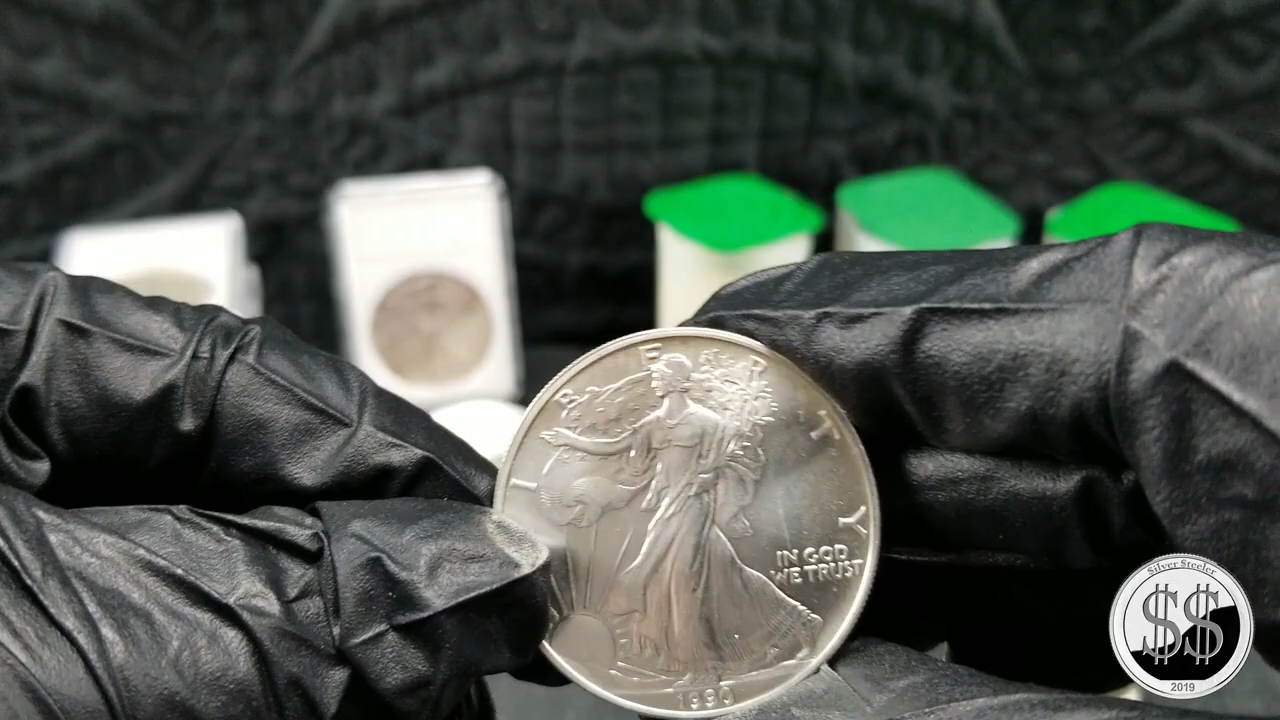 LIBERTY
IN GOD
WE TRUST
1990
Silver Steeler
$$
2019